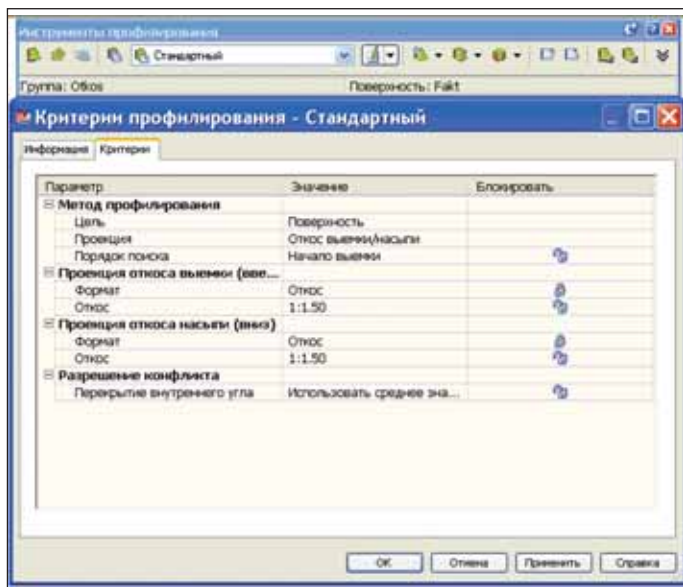 Инструменты профилирования
Стандартный
Группа: Otkos Поверхность: Fakt
Критерии профилирования - Стандартный
Информация Критерии
Параметр Значение Блокировать
Метод профилирования
Цель Поверхность
Проекция Откос выемки/насыпи
Порядок поиска Начало выемки
Проекция откоса выемки (вве...
Формат Откос
Откос 1:1.50
Проекция откоса насыпи (вниз)
Формат Откос
Откос 1:1.50
Разрешение конфликта
Перекрытие внутреннего угла Использовать среднее зна...
OK Отмена Применить Справка